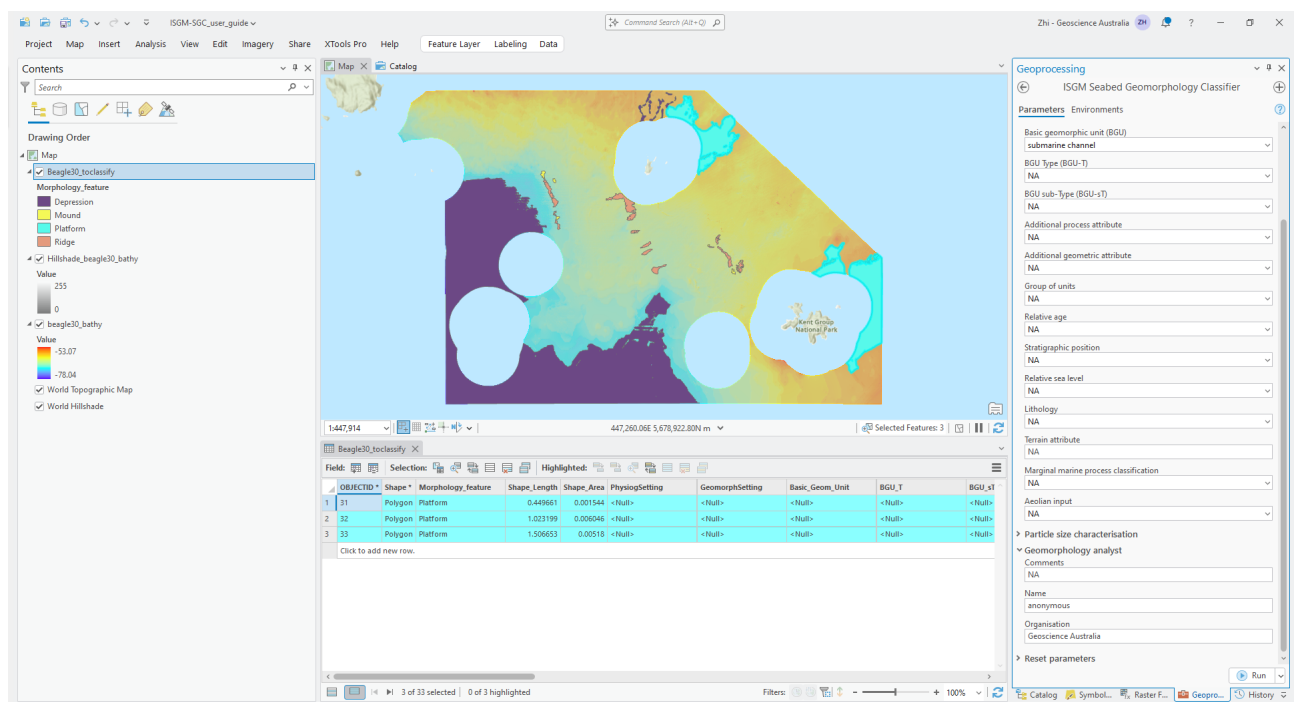 ISGM-SGC_user_guide
Command Search (Alt+Q)
Zhi - Geoscience Australia ZH ?
Project Map Insert Analysis View Edit Imagery Share XTools Pro Help Feature Layer Labeling Data
Contents
Search
Drawing Order
Map
Beagle30_toclassify
Morphology_feature
Depression
Mound
Platform
Ridge
Hillshade_beagle30_bathy
Value
255
0
beagle30_bathy
Value
-53.07
-78.04
World Topographic Map
World Hillshade
Map Catalog
Kent Group
National Park
1:447,914 447,260.06E 5,678,922.80N m Selected Features: 3
Beagle30_toclassify
Field: Selection: Highlighted:
OBJECTID * Shape * Morphology_feature Shape_Length Shape_Area PhysiogSetting GeomorphSetting Basic_Geom_Unit BGU_T BGU_sT
1 31 Polygon Platform 0.449661 0.001544 <Null> <Null> <Null> <Null> <Null>
2 32 Polygon Platform 1.023199 0.006046 <Null> <Null> <Null> <Null> <Null>
3 33 Polygon Platform 1.506653 0.00518 <Null> <Null> <Null> <Null> <Null>
Click to add new row.
3 of 33 selected 0 of 3 highlighted Filters: - + 100%
Geoprocessing
ISGM Seabed Geomorphology Classifier
Parameters Environments ?
Basic geomorphic unit (BGU)
submarine channel
BGU Type (BGU-T)
NA
BGU sub-Type (BGU-sT)
NA
Additional process attribute
NA
Additional geometric attribute
NA
Group of units
NA
Relative age
NA
Stratigraphic position
NA
Relative sea level
NA
Lithology
NA
Terrain attribute
NA
Marginal marine process classification
NA
Aeolian input
NA
Particle size characterisation
Geomorphology analyst
Comments
NA
Name
anonymous
Organisation
Geoscience Australia
Reset parameters
Run
Catalog Symbol... Raster F... Geopro... History